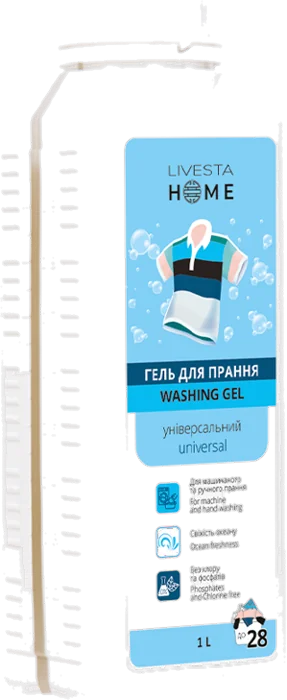 LIVESTA
HOME
ГЕЛЬ ДЛЯ ПРАННЯ
WASHING GEL
універсальний
universal
Для машинного
та ручного прання
For machine
and hand washing
Свіжість океану
Ocean freshness
Без хлору
та фосфатів
Phosphates
and Chlorine free
1 L
до 28